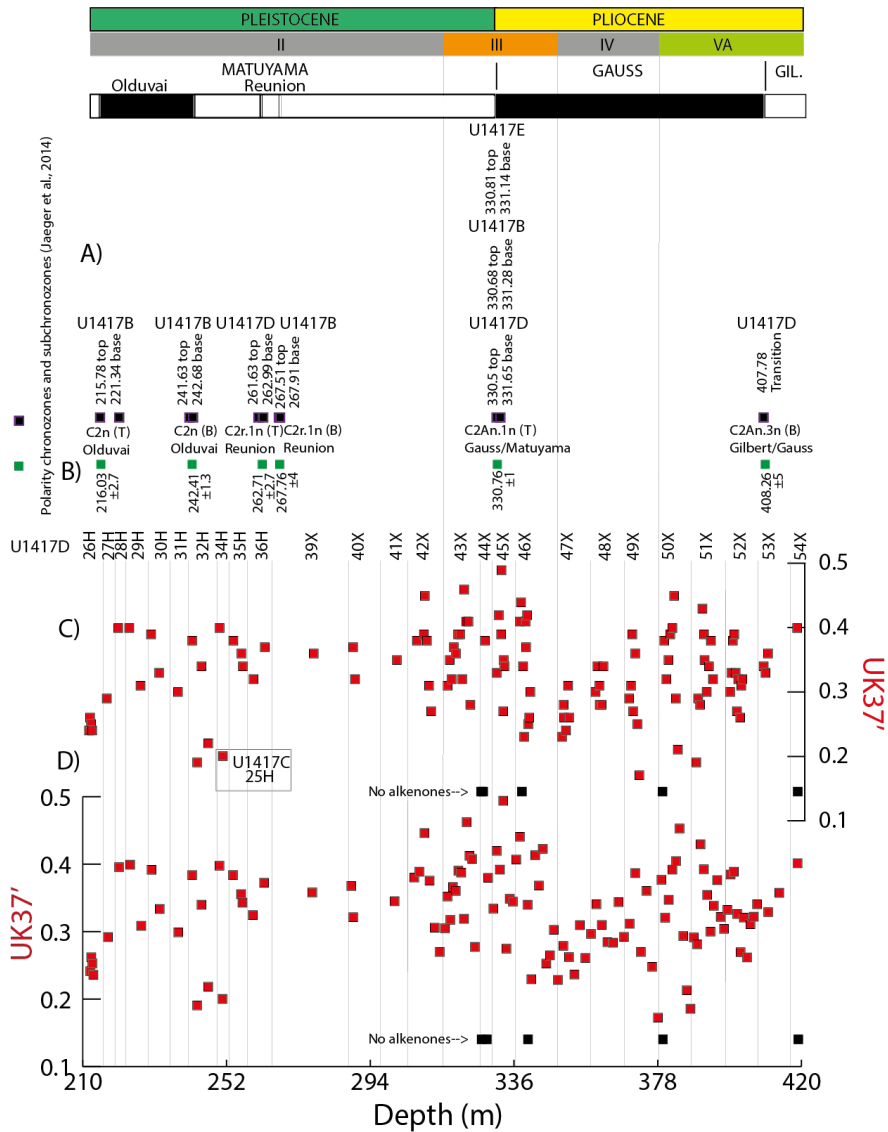 PLEISTOCENE PLIOCENE
II III IV VA
MATUYAMA GAUSS GIL.
Olduvai Reunion
U1417E
330.81 top
331.14 base
U1417B
330.68 top
331.28 base
A)
Polarity chronozones and subchronozones (Jaeger et al., 2014)
U1417B U1417B U1417D U1417B U1417D U1417D
215.78 top
221.34 base
241.63 top
242.68 base
261.63 top
262.99 base
267.51 top
267.91 base
330.5 top
331.65 base
407.78
Transition
C2n (T) C2n (B) C2r.1n (T) C2r.1n (B) C2An.1n (T) C2An.3n (B)
Olduvai Olduvai Reunion Reunion Gauss/Matuyama Gilbert/Gauss
B)
216.03
±2.7
242.41
±1.3
262.71
±2.7
267.76
±4
330.76
±1
408.26
±5
U1417D 26H 27H 28H 29H 30H 31H 32H 34H 35H 36H 39X 40X 41X 42X 43X 44X 45X 46X 47X 48X 49X 50X 51X 52X 53X 54X
0.5
C) 0.4
0.3
UK37′
D) 0.2
U1417C
25H
No alkenones-->
0.5 0.1
0.4
UK37′
0.3
0.2
No alkenones-->
0.1
210 252 294 336 378 420
Depth (m)